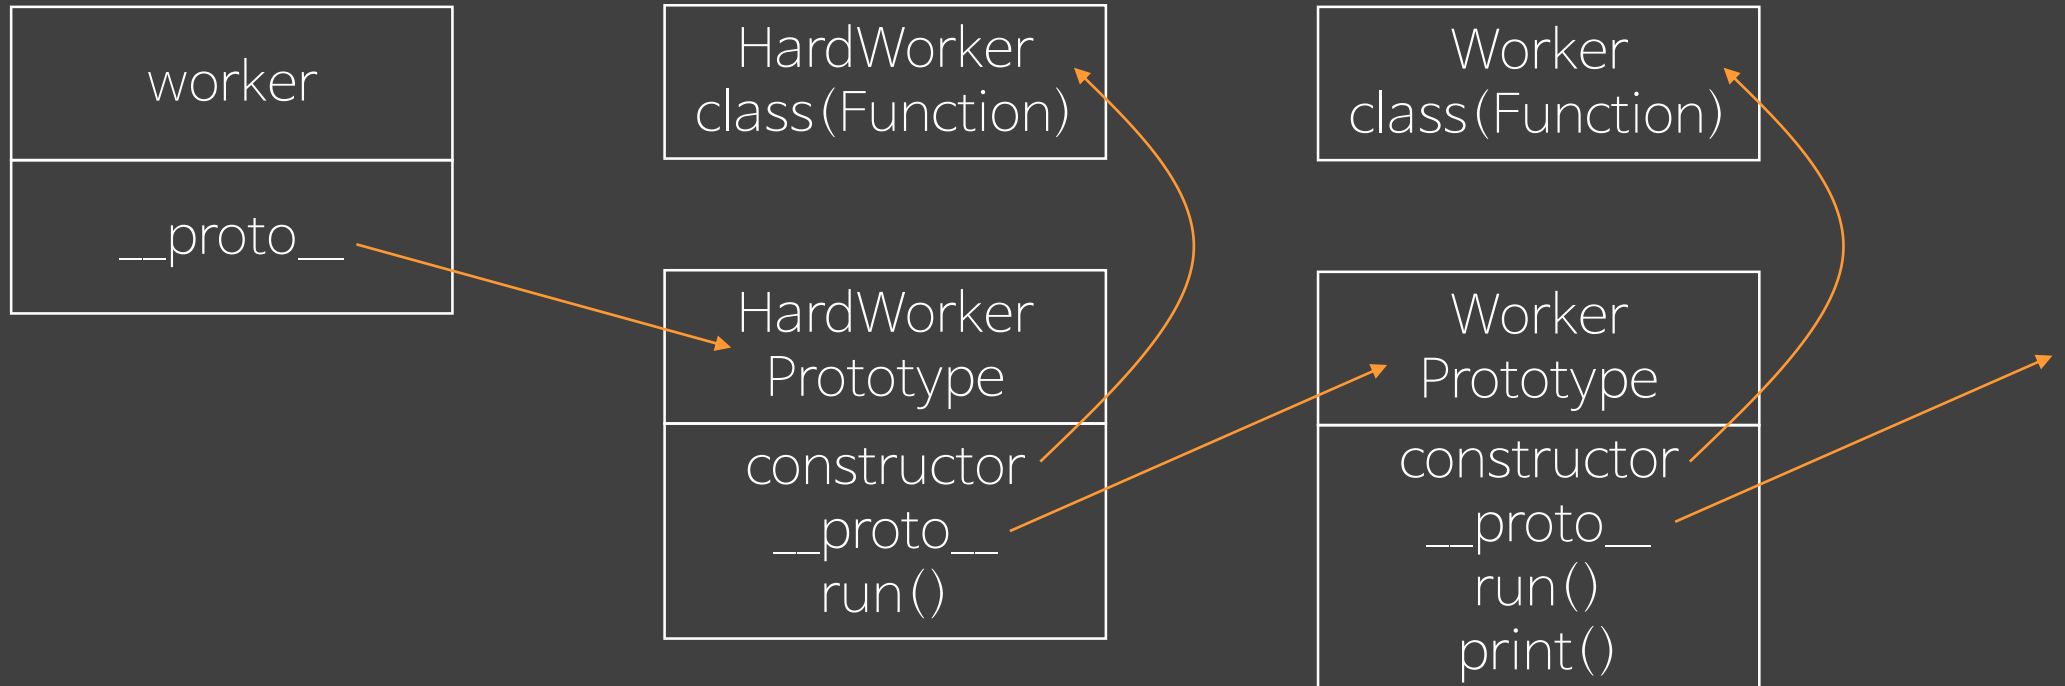 worker
__proto__
HardWorker
class(Function)
HardWorker
Prototype
constructor
__proto__
run()
Worker
class(Function)
Worker
Prototype
constructor
__proto__
run()
print()